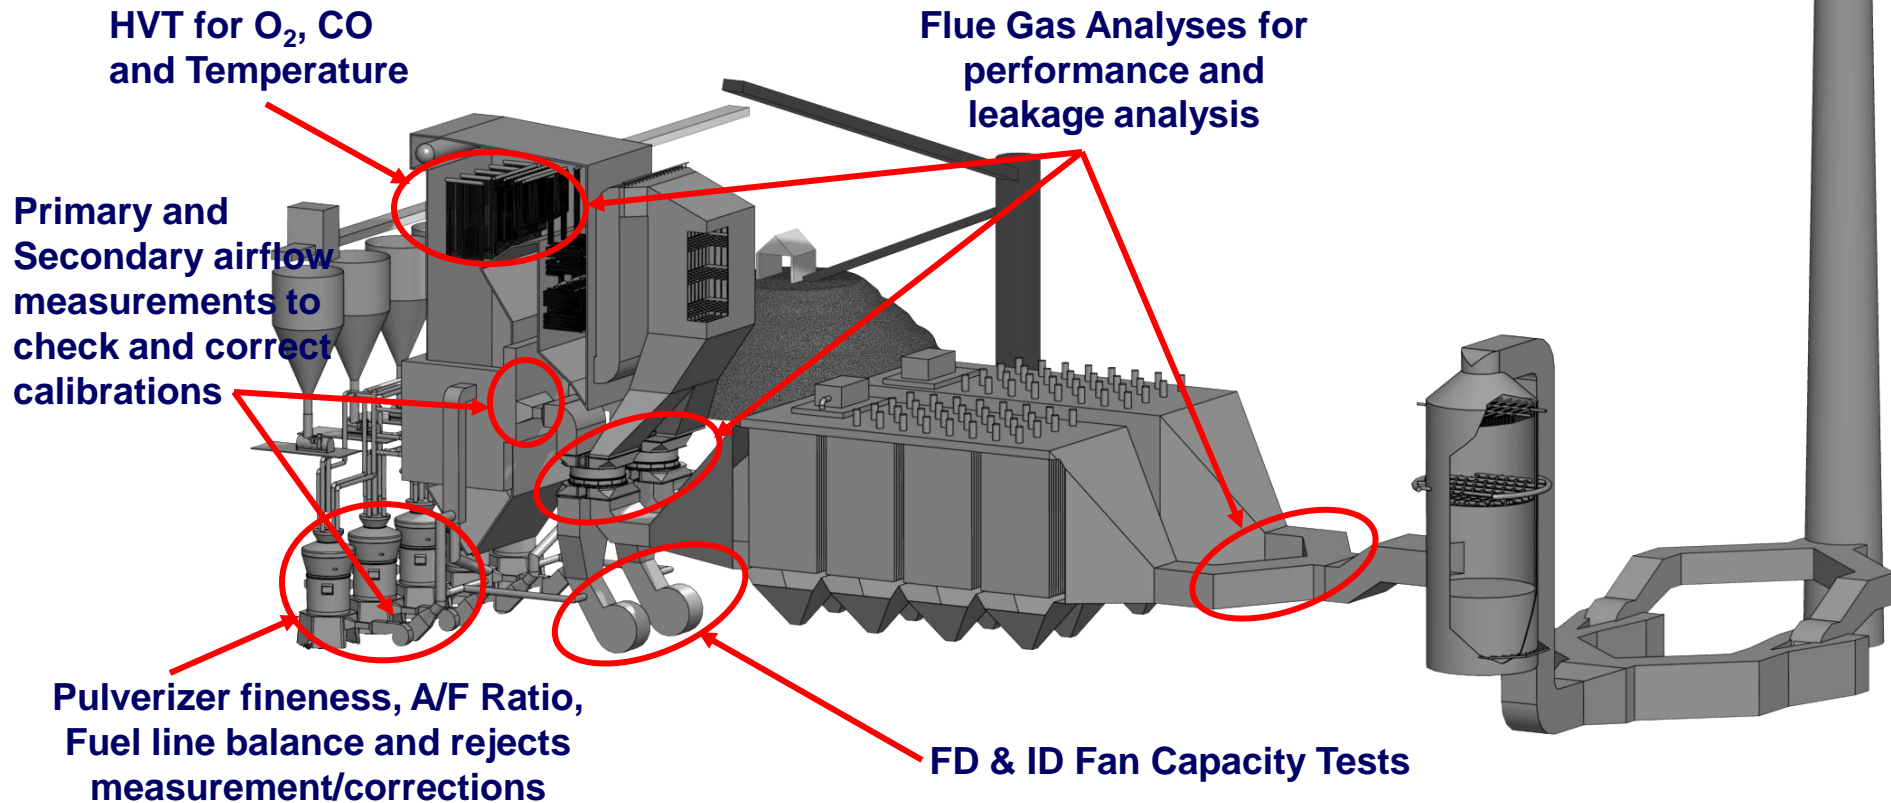 HVT for O₂, CO
and Temperature
Flue Gas Analyses for
performance and
leakage analysis
Primary and
Secondary airflow
measurements to
check and correct
calibrations
Pulverizer fineness, A/F Ratio,
Fuel line balance and rejects
measurement/corrections
FD & ID Fan Capacity Tests